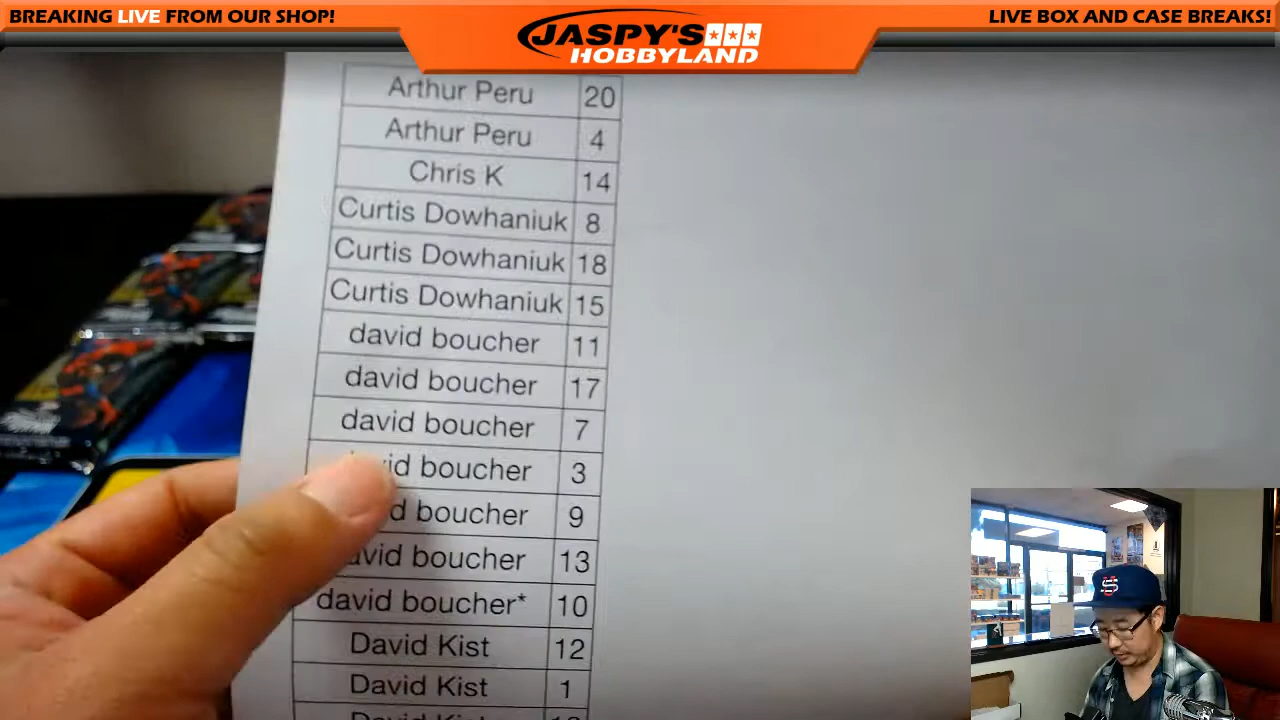 BREAKING LIVE FROM OUR SHOP!
JASPY'S
HOBBYLAND
LIVE BOX AND CASE BREAKS!
Arthur Peru 20
Arthur Peru 4
Chris K 14
Curtis Dowhaniuk 8
Curtis Dowhaniuk 18
Curtis Dowhaniuk 15
david boucher 11
david boucher 17
david boucher 7
boucher 3
boucher 9
boucher 13
david boucher* 10
David Kist 12
David Kist 1